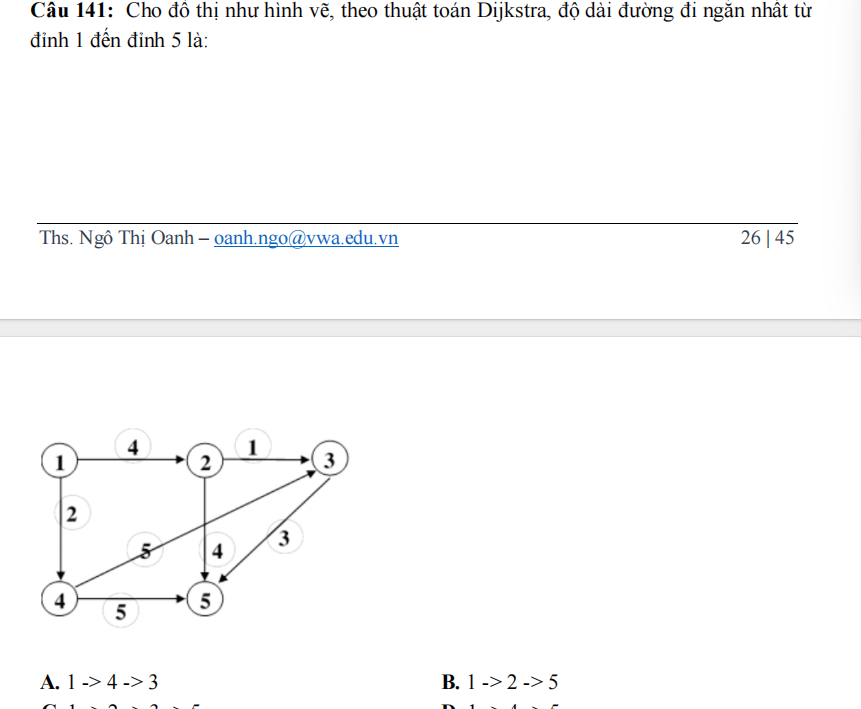 Câu 141: Cho đồ thị như hình vẽ, theo thuật toán Dijkstra, độ dài đường đi ngắn nhất từ
đỉnh 1 đến đỉnh 5 là:
Ths. Ngô Thị Oanh – oanh.ngo@vwa.edu.vn
26 | 45
4
1
1
2
3
2
5
4
3
4
5
5
A. 1 -> 4 -> 3
B. 1 -> 2 -> 5